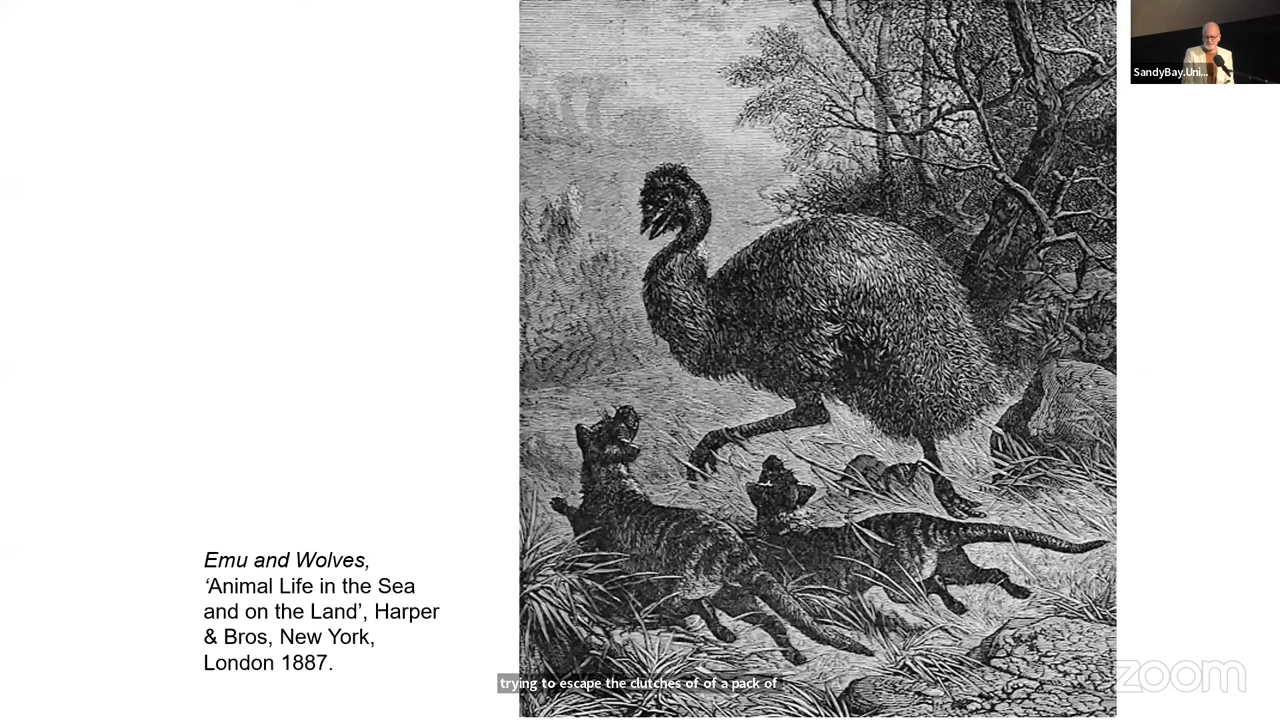 SandyBay.Uni...
Emu and Wolves,
‘Animal Life in the Sea
and on the Land’, Harper
& Bros, New York,
London 1887.
trying to escape the clutches of of a pack of
zoom